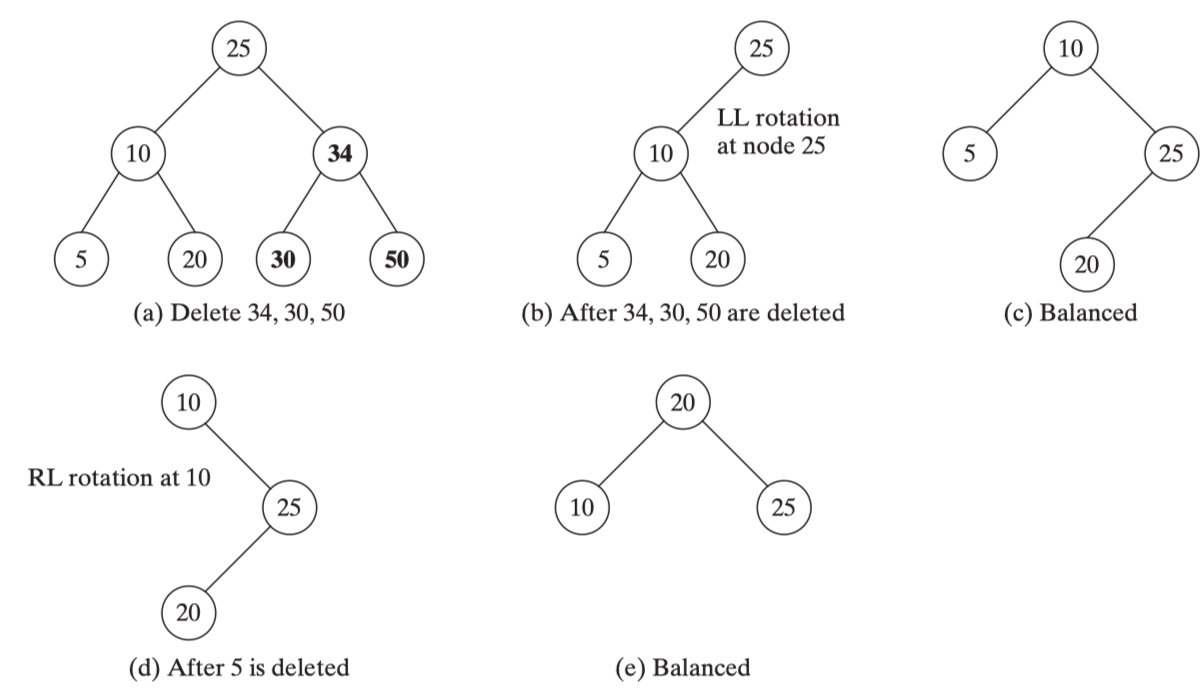 25
10
34
5
20
30
50
(a) Delete 34, 30, 50
25
LL rotation
at node 25
10
5
20
(b) After 34, 30, 50 are deleted
10
5
25
20
(c) Balanced
10
RL rotation at 10
25
20
(d) After 5 is deleted
20
10
25
(e) Balanced